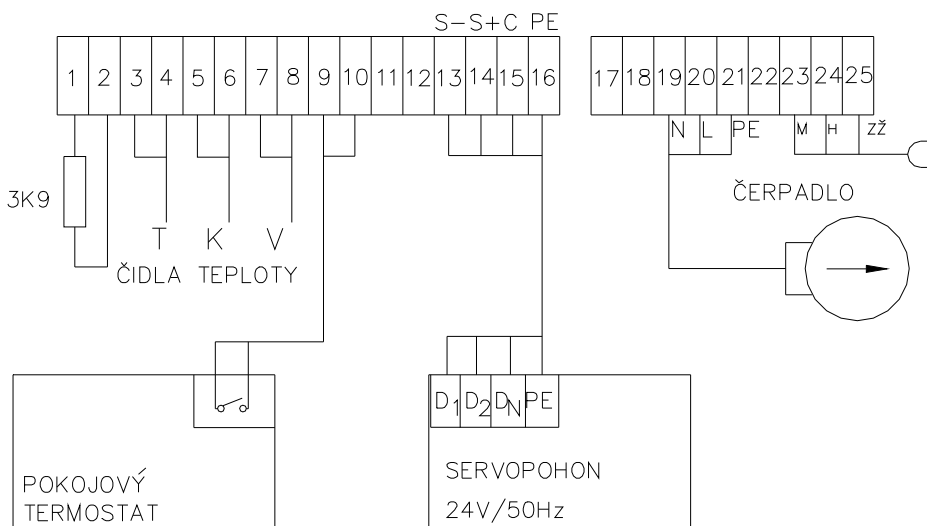 S-S+C PE
1 2 3 4 5 6 7 8 9 10 11 12 13 14 15 16 17 18 19 20 21 22 23 24 25
N L PE M H ZŽ
3K9
ČERPADLO
T K V
ČIDLA TEPLOTY
D1 D2 DN PE
POKOJOVÝ
TERMOSTAT
SERVOPOHON
24V/50Hz